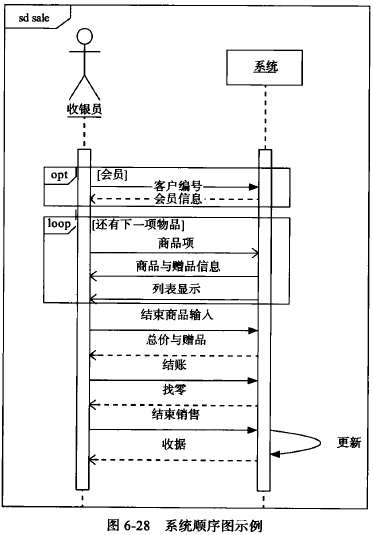 sd sale
收银员
系统
opt
[会员]
客户编号
会员信息
loop
[还有下一项物品]
商品项
商品与赠品信息
列表显示
结束商品输入
总价与赠品
结账
找零
结束销售
更新
收据
图 6-28 系统顺序图示例